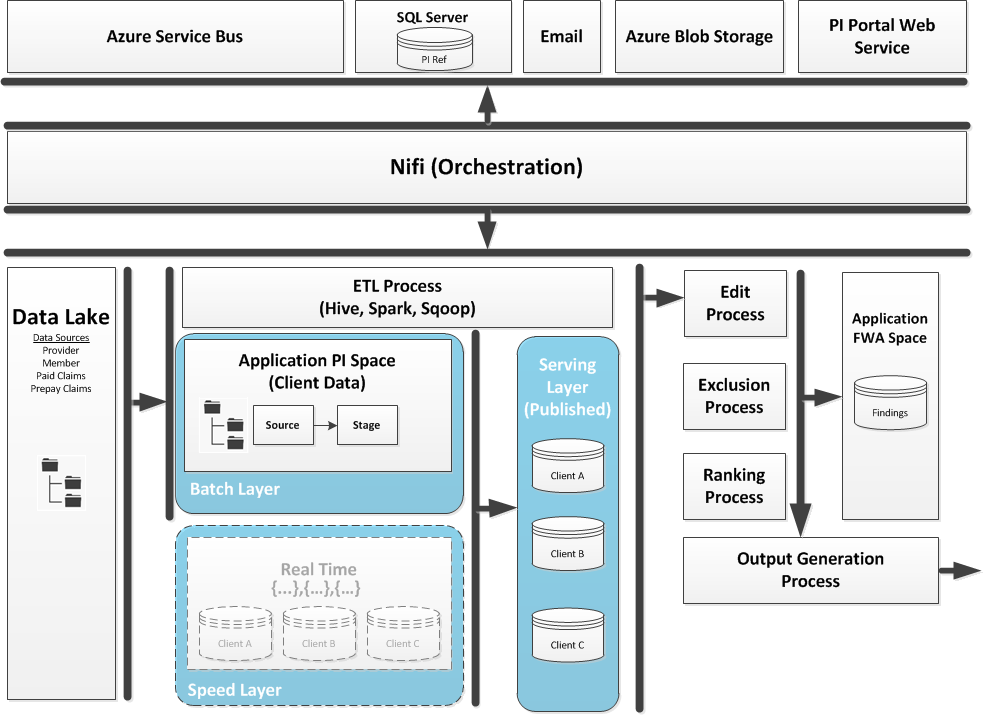 Azure Service Bus
SQL Server
PI Ref
Email
Azure Blob Storage
PI Portal Web
Service
Nifi (Orchestration)
Data Lake
Data Sources
Provider
Member
Paid Claims
Prepay Claims
ETL Process
(Hive, Spark, Sqoop)
Application PI Space
(Client Data)
Source
Stage
Batch Layer
Real Time
{...},{...},{...}
Client A
Client B
Client C
Speed Layer
Serving
Layer
(Published)
Client A
Client B
Client C
Edit
Process
Exclusion
Process
Ranking
Process
Application
FWA Space
Findings
Output Generation
Process